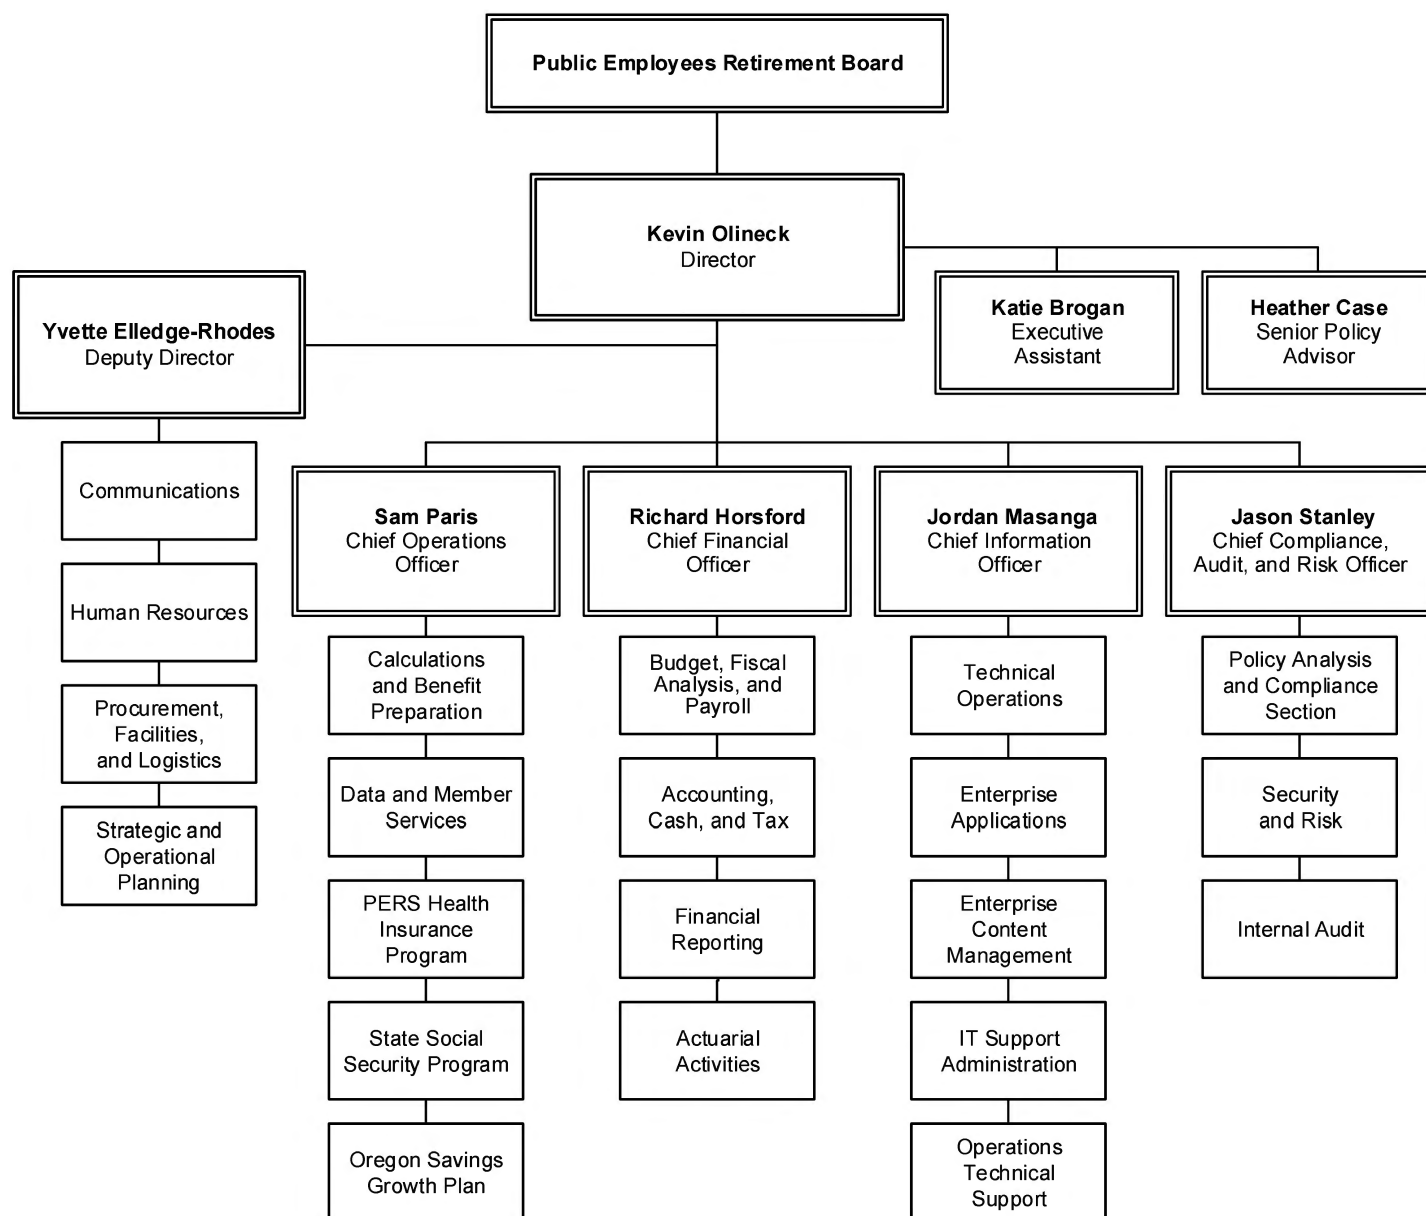 Public Employees Retirement Board
Kevin Olineck
Director
Katie Brogan
Executive
Assistant
Heather Case
Senior Policy
Advisor
Yvette Elledge-Rhodes
Deputy Director
Communications
Human Resources
Procurement,
Facilities,
and Logistics
Strategic and
Operational
Planning
Sam Paris
Chief Operations
Officer
Calculations
and Benefit
Preparation
Data and Member
Services
PERS Health
Insurance
Program
State Social
Security Program
Oregon Savings
Growth Plan
Richard Horsford
Chief Financial
Officer
Budget, Fiscal
Analysis, and
Payroll
Accounting,
Cash, and Tax
Financial
Reporting
Actuarial
Activities
Jordan Masanga
Chief Information
Officer
Technical
Operations
Enterprise
Applications
Enterprise
Content
Management
IT Support
Administration
Operations
Technical
Support
Jason Stanley
Chief Compliance,
Audit, and Risk Officer
Policy Analysis
and Compliance
Section
Security
and Risk
Internal Audit